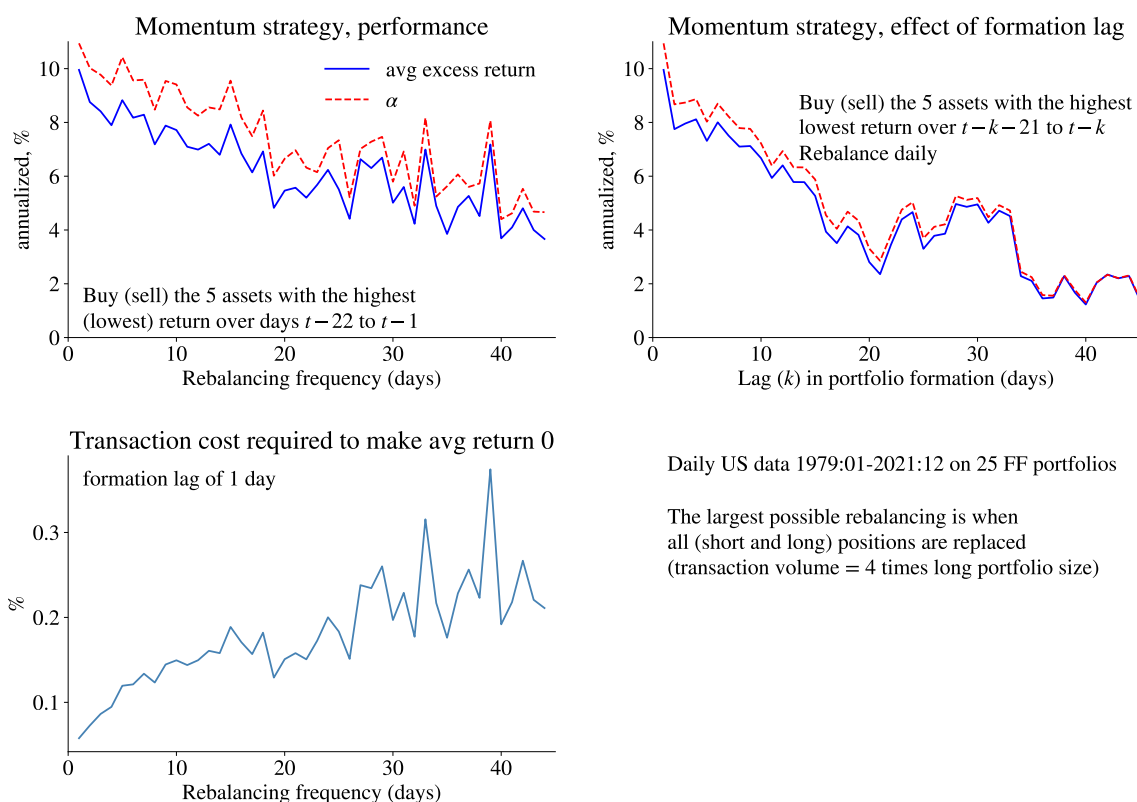 Momentum strategy, performance
annualized, %
10
8
6
4
2
0
avg excess return
α
Buy (sell) the 5 assets with the highest
(lowest) return over days t−22 to t−1
0 10 20 30 40
Rebalancing frequency (days)
Momentum strategy, effect of formation lag
annualized, %
10
8
6
4
2
0
Buy (sell) the 5 assets with the highest
lowest return over t−k−21 to t−k
Rebalance daily
0 10 20 30 40
Lag (k) in portfolio formation (days)
Transaction cost required to make avg return 0
%
0.3
0.2
0.1
formation lag of 1 day
0 10 20 30 40
Rebalancing frequency (days)
Daily US data 1979:01-2021:12 on 25 FF portfolios
The largest possible rebalancing is when
all (short and long) positions are replaced
(transaction volume = 4 times long portfolio size)